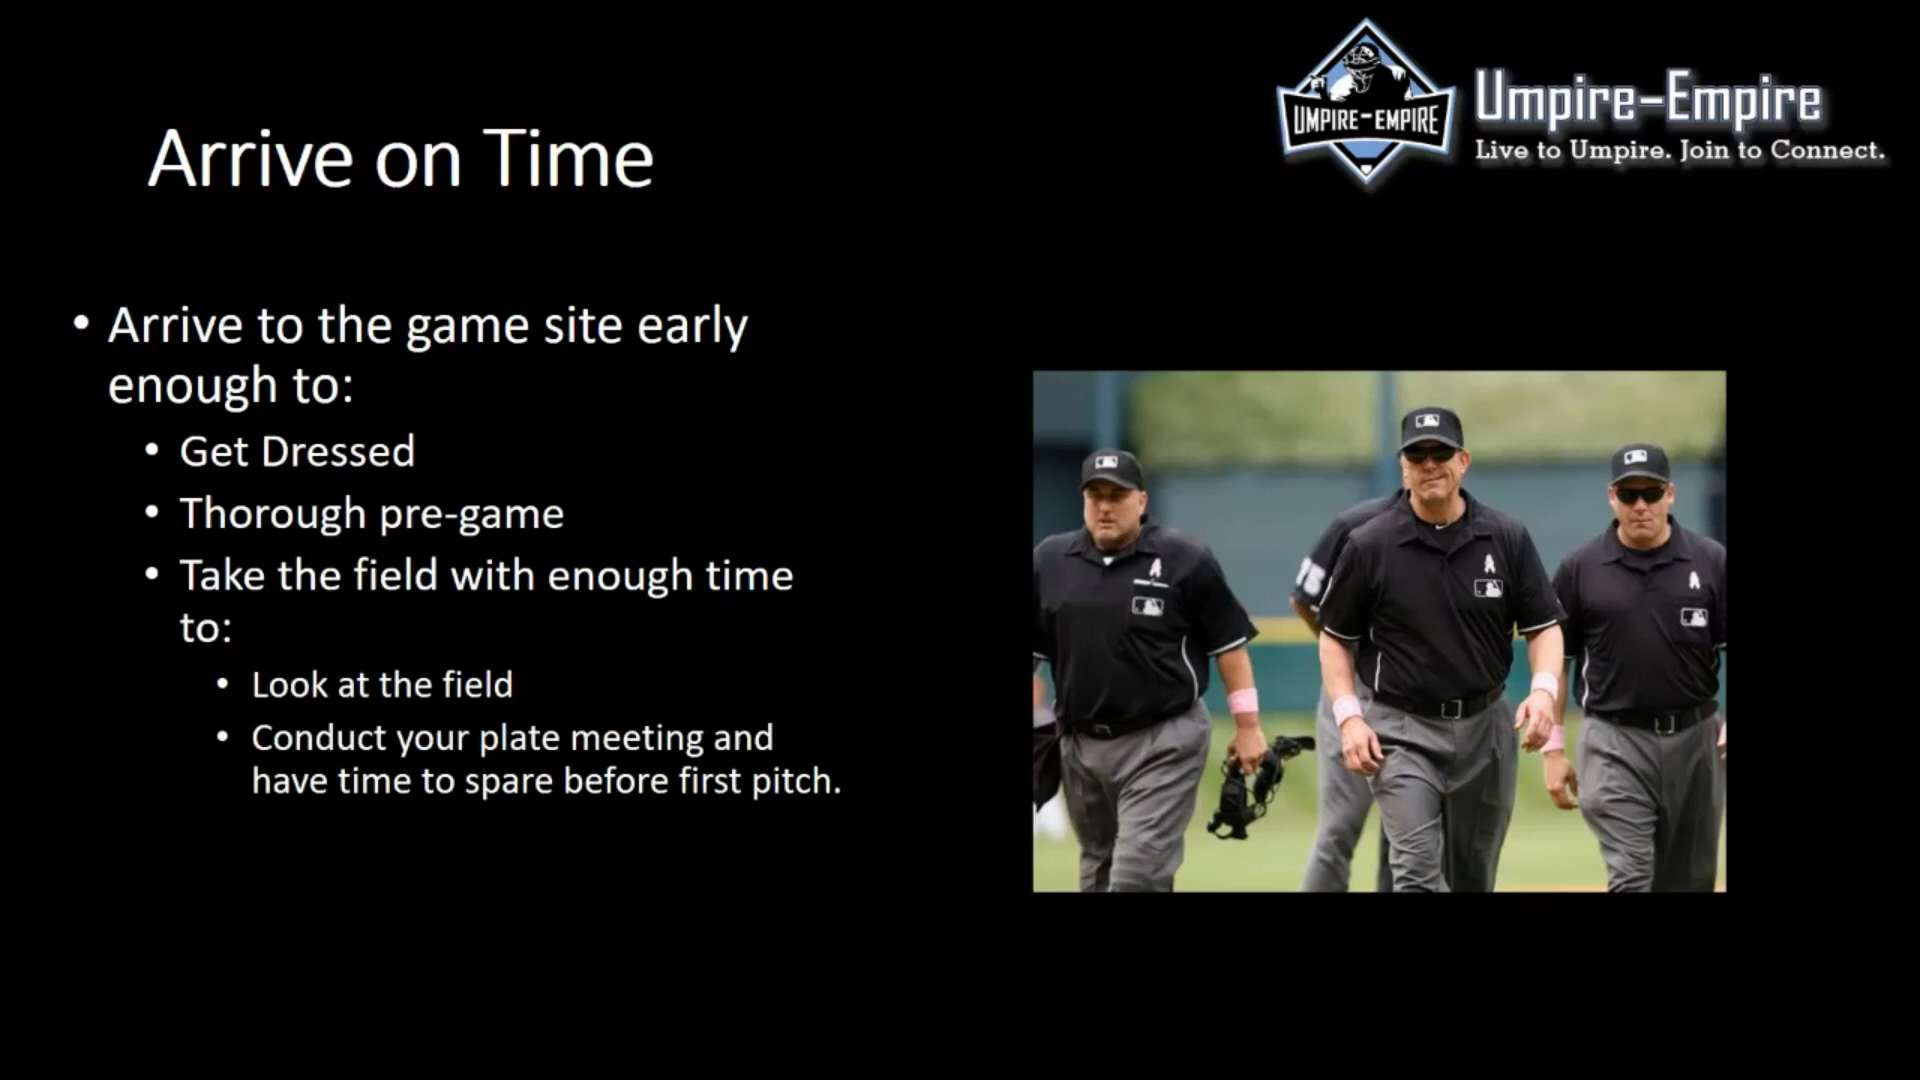 UMPIRE-EMPIRE
Umpire-Empire
Live to Umpire. Join to Connect.
Arrive on Time
• Arrive to the game site early
enough to:
• Get Dressed
• Thorough pre-game
• Take the field with enough time
to:
• Look at the field
• Conduct your plate meeting and
have time to spare before first pitch.